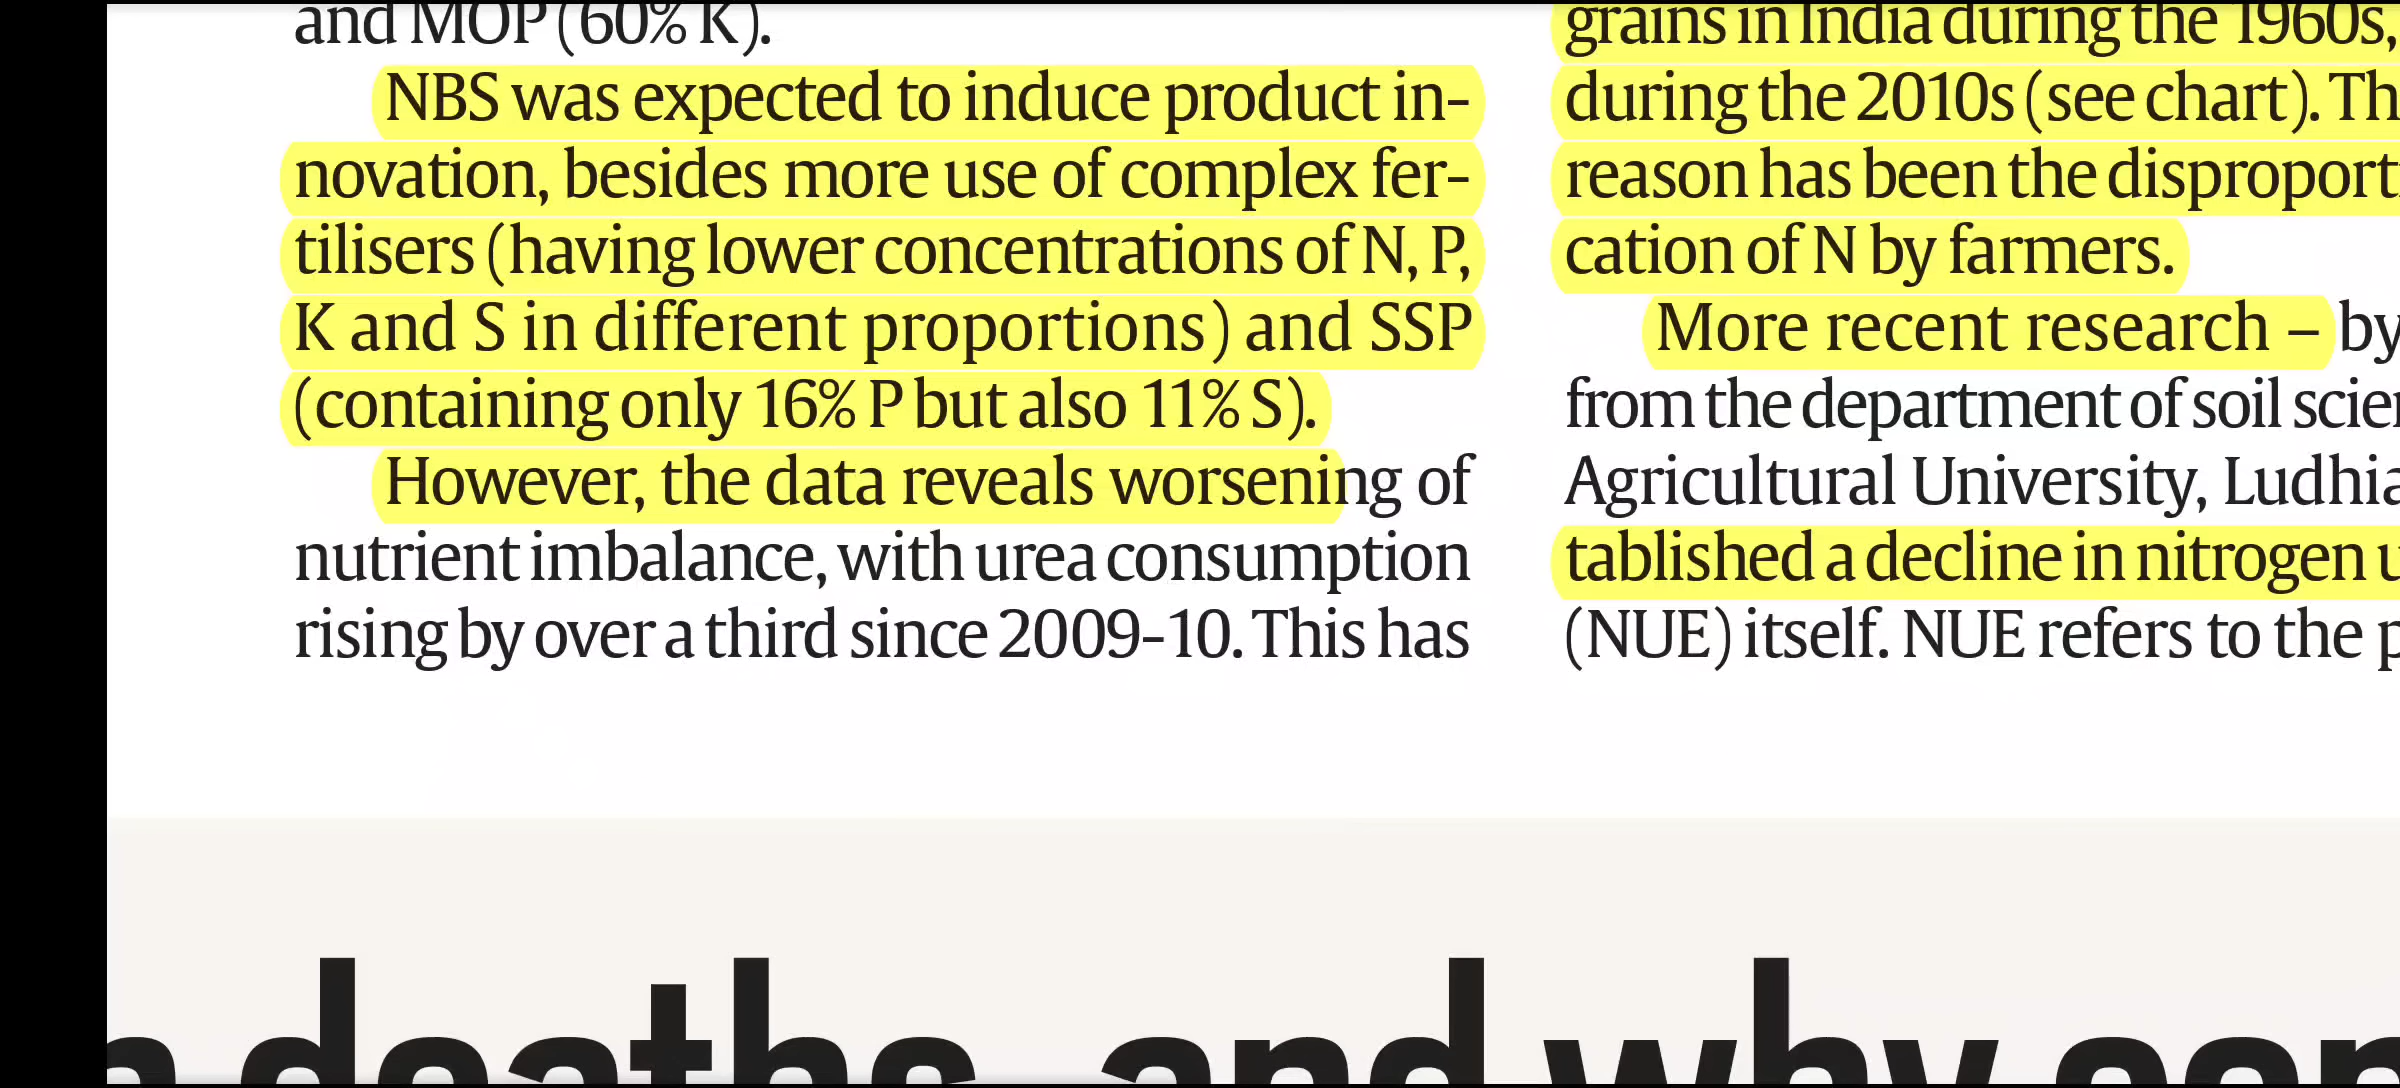 and MOP (60% K).
NBS was expected to induce product in-
novation, besides more use of complex fer-
tilisers (having lower concentrations of N, P,
K and S in different proportions) and SSP
(containing only 16% P but also 11% S).
However, the data reveals worsening of
nutrient imbalance, with urea consumption
rising by over a third since 2009-10. This has
grains in India during the 1960s,
during the 2010s (see chart). Th
reason has been the disproporti
cation of N by farmers.
More recent research – by
from the department of soil scien
Agricultural University, Ludhia
tablished a decline in nitrogen u
(NUE) itself. NUE refers to the p
deaths, and why